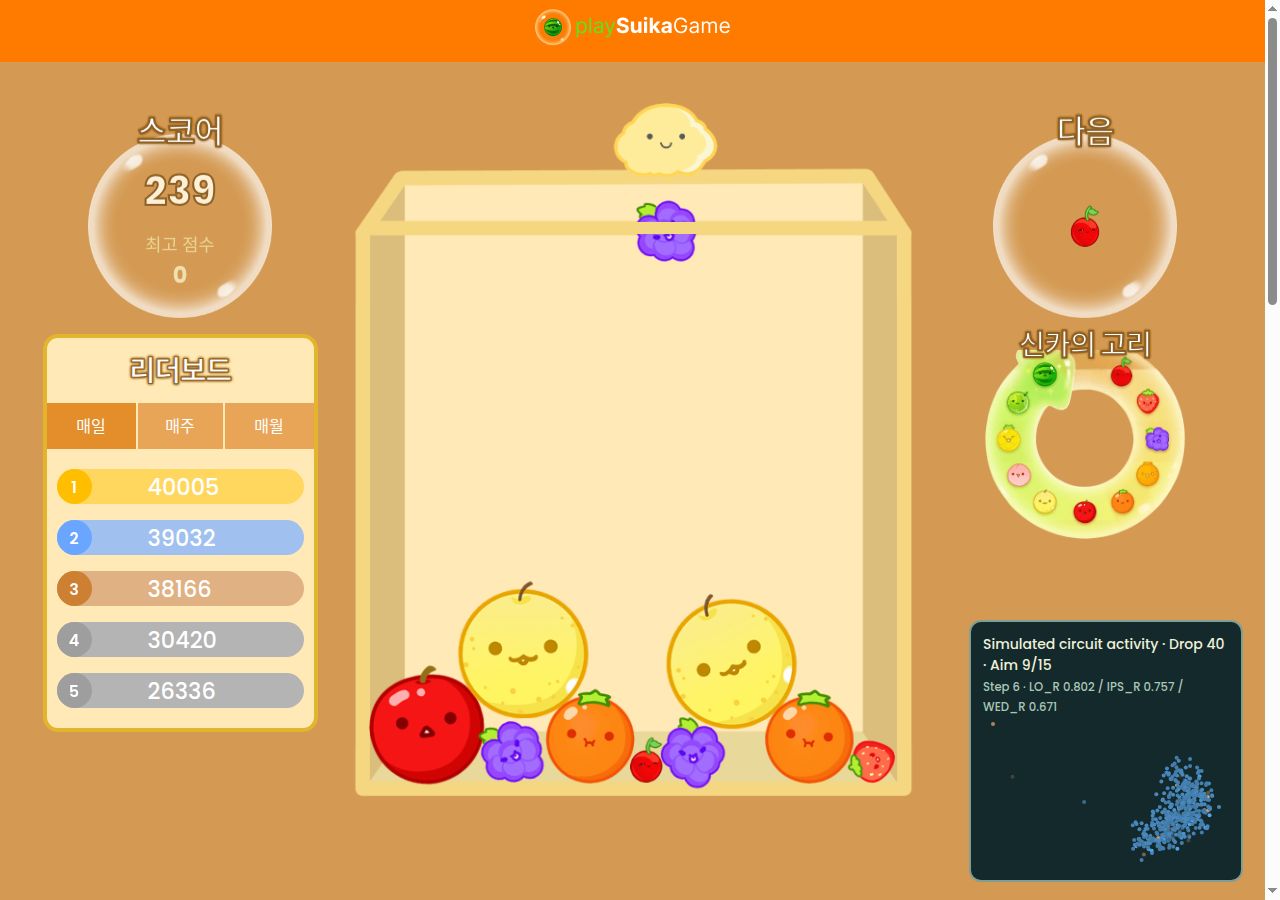 playSuikaGame
스코어
239
최고 점수
0
리더보드
매일 매주 매월
1 40005
2 39032
3 38166
4 30420
5 26336
다음
신카의 고리
Simulated circuit activity · Drop 40
· Aim 9/15
Step 6 · LO_R 0.802 / IPS_R 0.757 /
WED_R 0.671